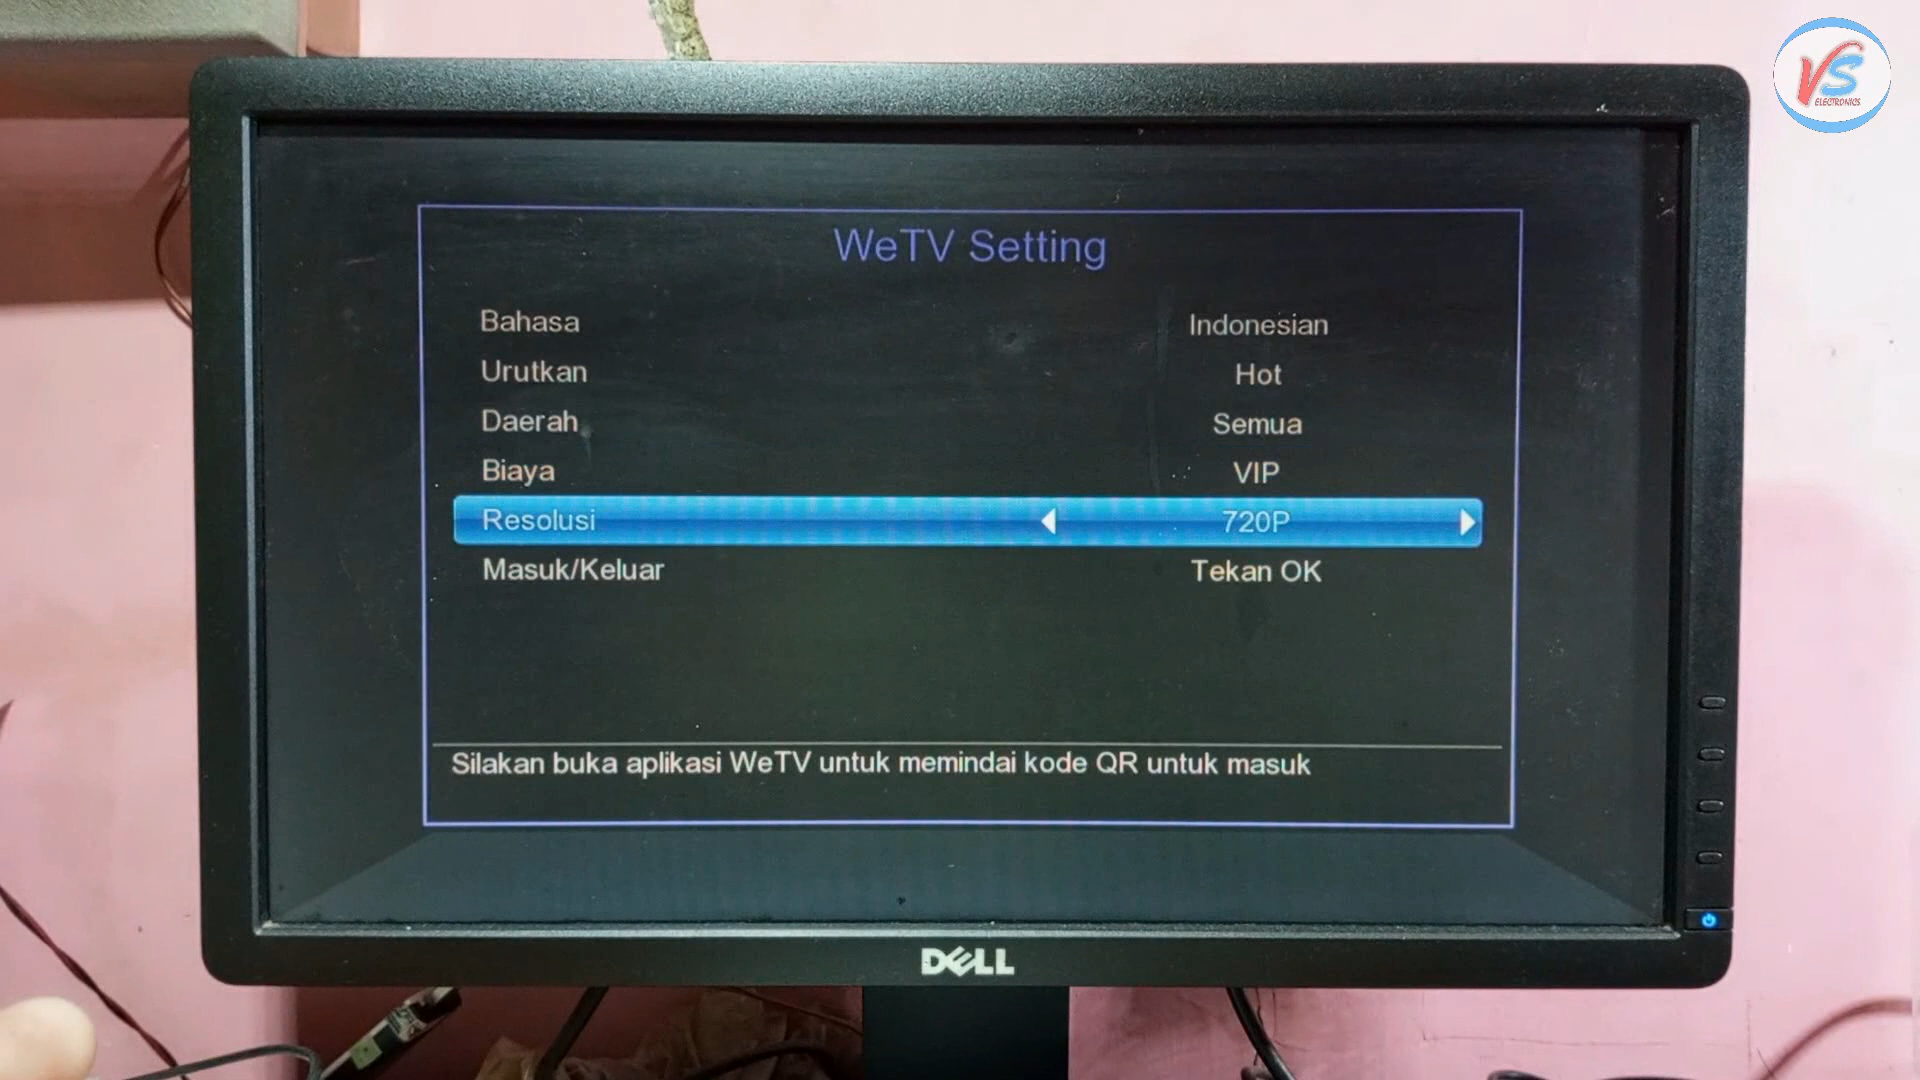 VS
ELECTRONICS
WeTV Setting
Bahasa Indonesian
Urutkan Hot
Daerah Semua
Biaya VIP
Resolusi 720P
Masuk/Keluar Tekan OK
Silakan buka aplikasi WeTV untuk memindai kode QR untuk masuk
DELL